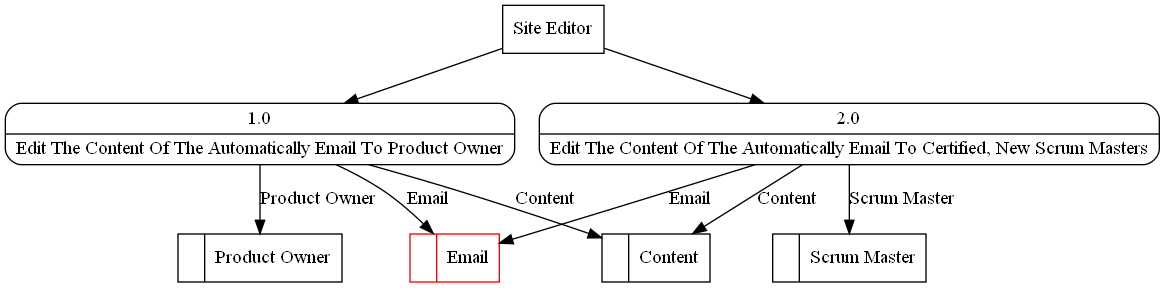 Site Editor
1.0
Edit The Content Of The Automatically Email To Product Owner
2.0
Edit The Content Of The Automatically Email To Certified, New Scrum Masters
Product Owner
Email
Content
Email
Content
Scrum Master
Product Owner
Email
Content
Scrum Master